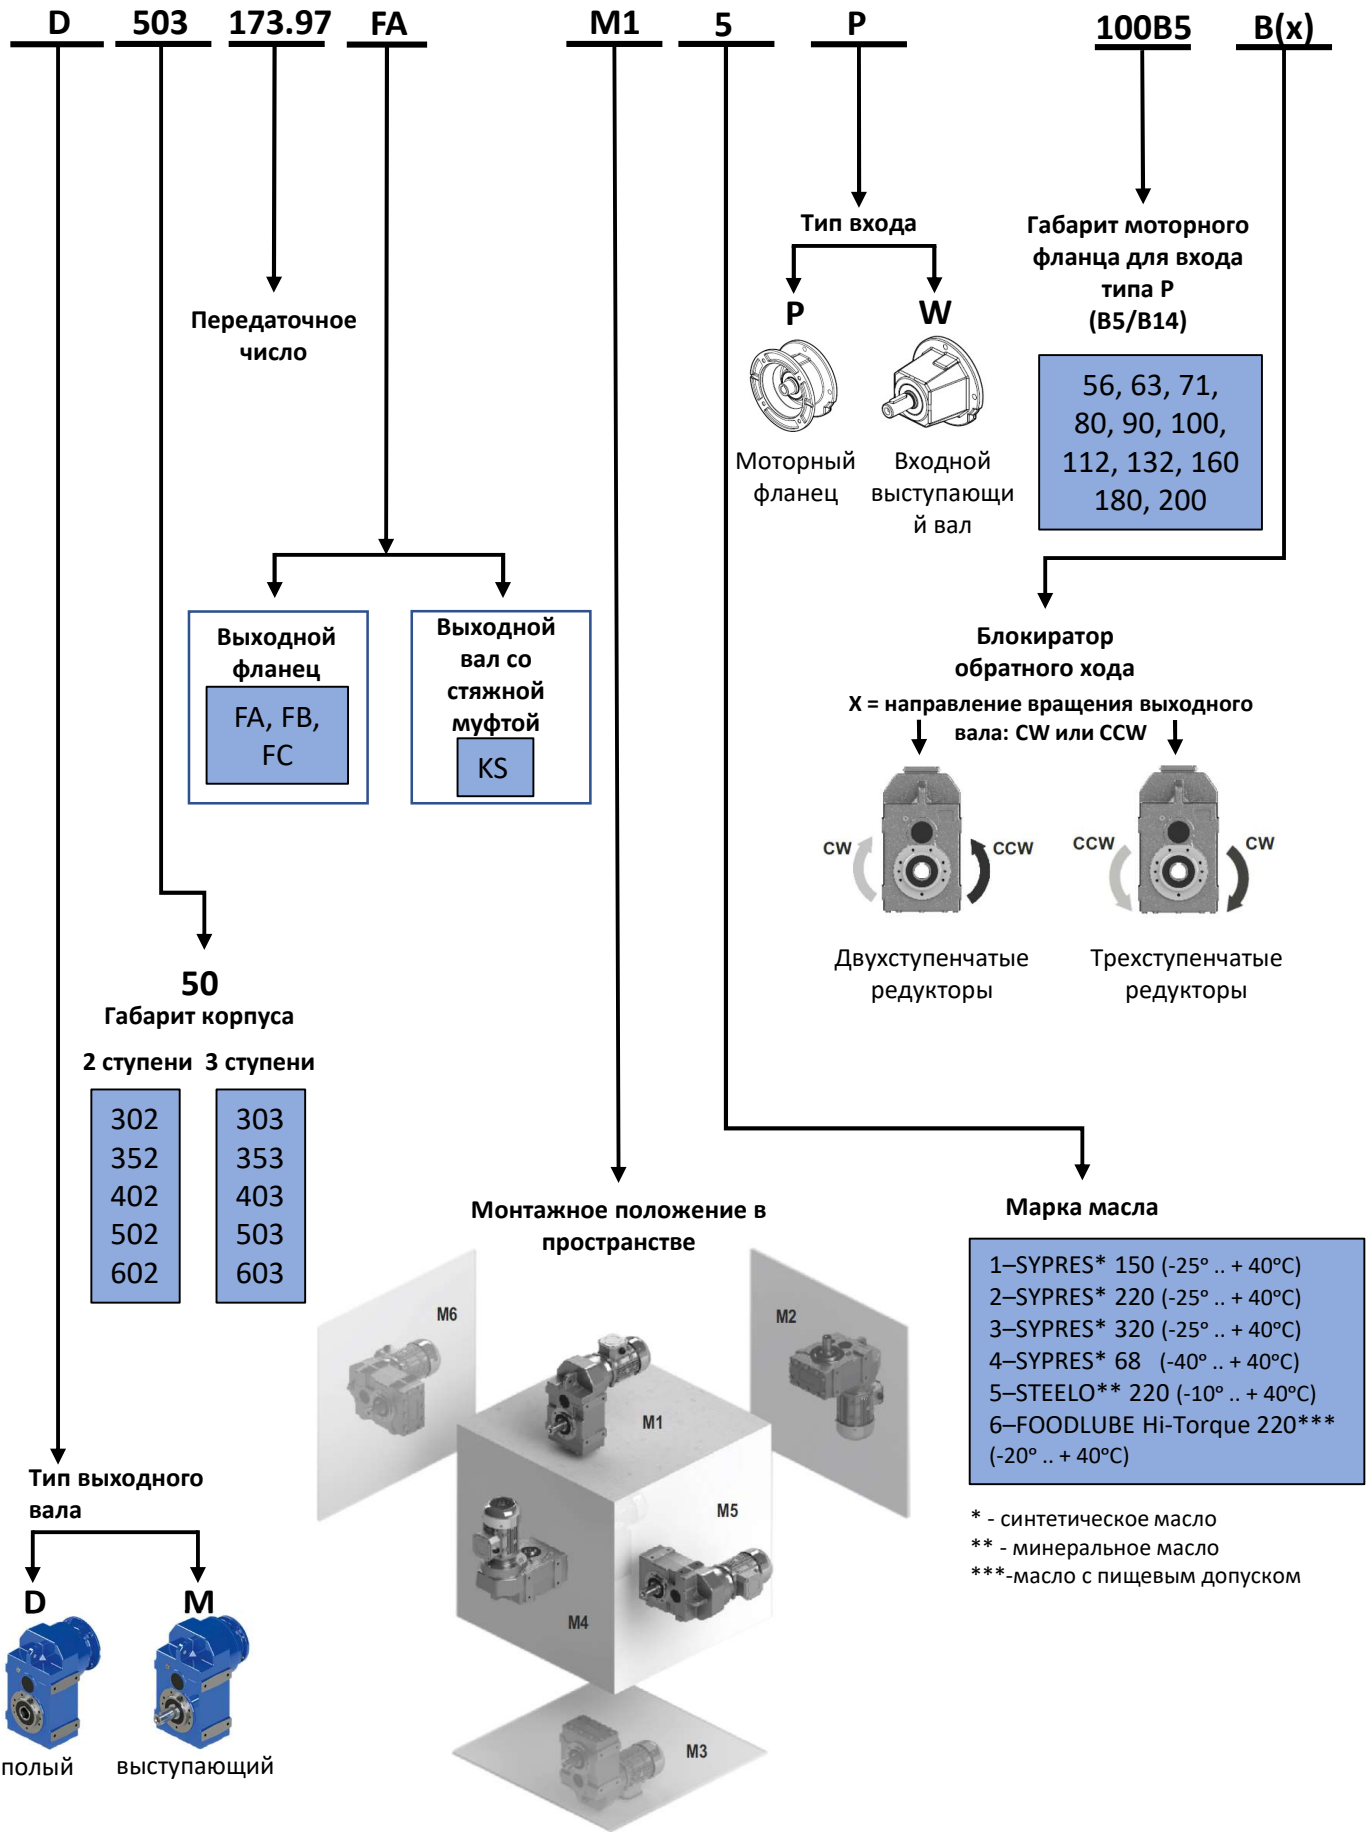 D 503 173.97 FA M1 5 P 100B5 B(x)
Тип входа
P W
Моторный
фланец
Входной
выступающи
й вал
Габарит моторного
фланца для входа
типа P
(B5/B14)
56, 63, 71,
80, 90, 100,
112, 132, 160
180, 200
Передаточное
число
Выходной
фланец
FA, FB,
FC
Выходной
вал со
стяжной
муфтой
KS
Блокиратор
обратного хода
X = направление вращения выходного
вала: CW или CCW
CW CCW
CCW CW
Двухступенчатые
редукторы
Трехступенчатые
редукторы
50
Габарит корпуса
2 ступени 3 ступени
302 303
352 353
402 403
502 503
602 603
Монтажное положение в
пространстве
M6
M2
M1
M5
M4
M3
Марка масла
1–SYPRES* 150 (-25° .. + 40°C)
2–SYPRES* 220 (-25° .. + 40°C)
3–SYPRES* 320 (-25° .. + 40°C)
4–SYPRES* 68 (-40° .. + 40°C)
5–STEELO** 220 (-10° .. + 40°C)
6–FOODLUBE Hi-Torque 220***
(-20° .. + 40°C)
* - синтетическое масло
** - минеральное масло
***-масло с пищевым допуском
Тип выходного
вала
D M
полый выступающий